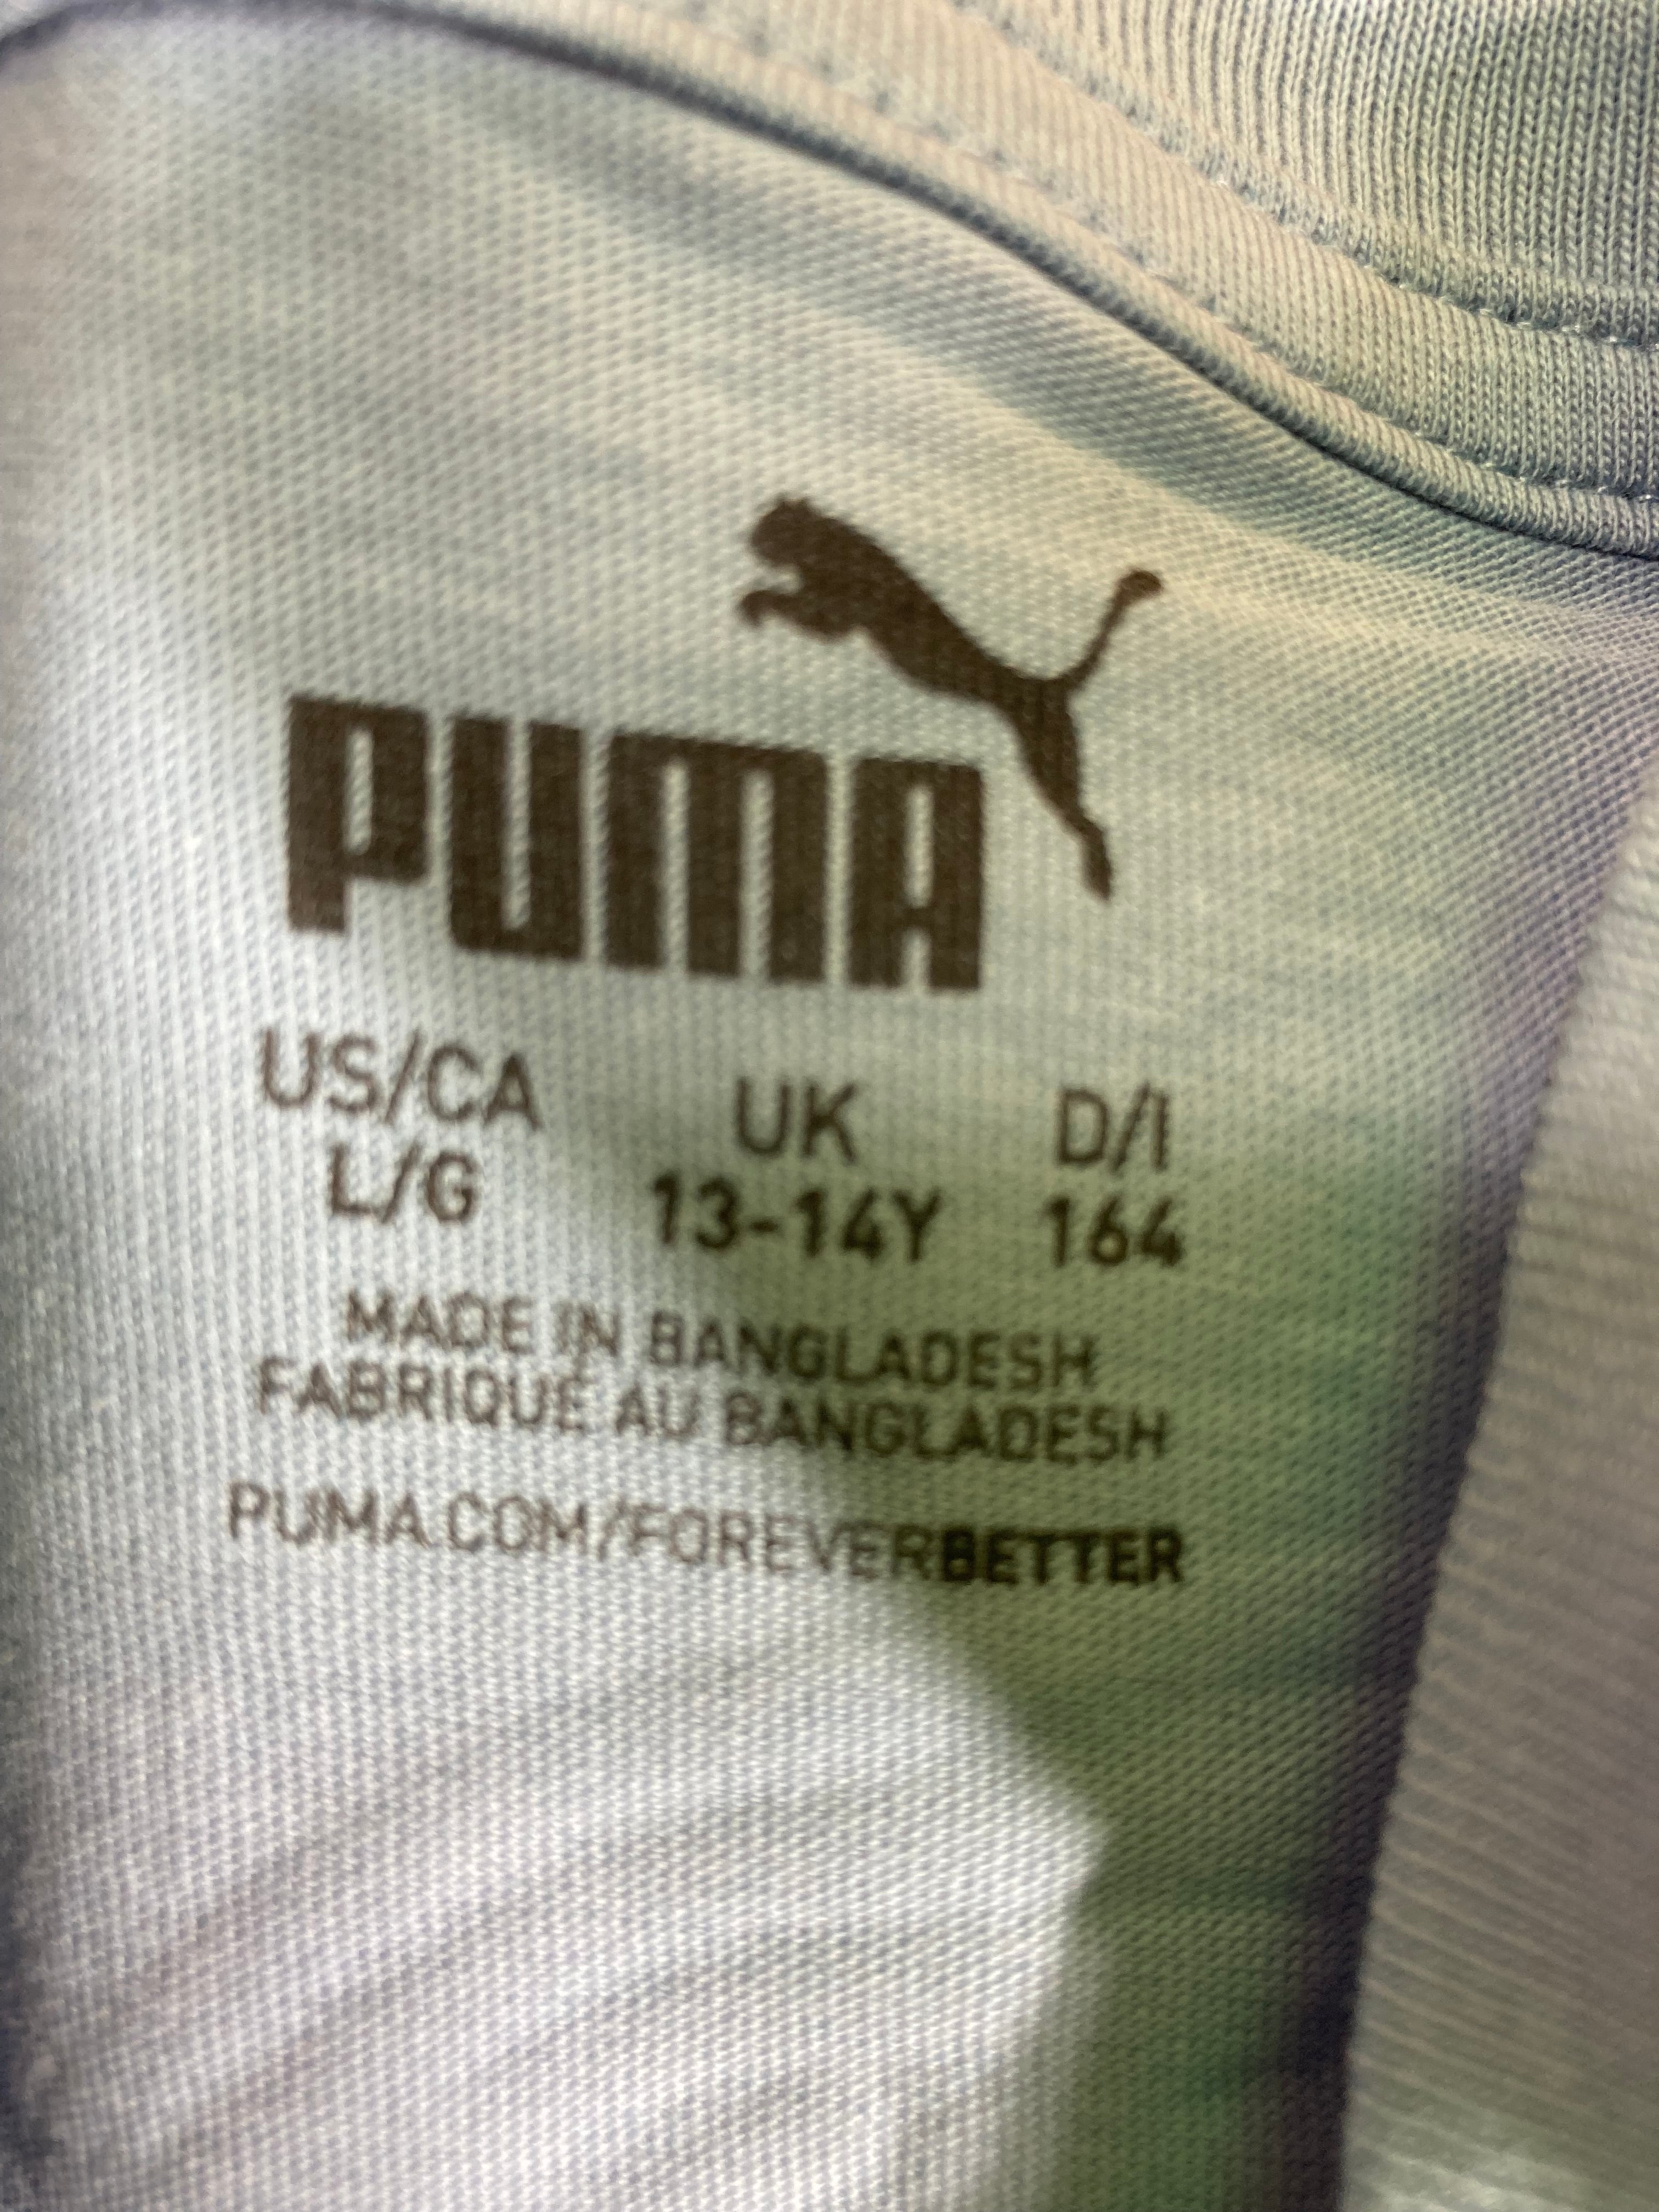 PUMA
US/CA UK D/I
L/G 13-14Y 164
MADE IN BANGLADESH
FABRIQUÉ AU BANGLADESH
PUMA.COM/FOREVERBETTER